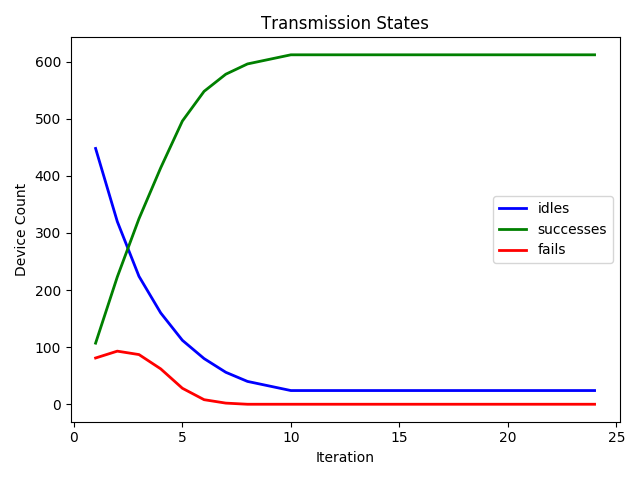 Transmission States
600
500
400
300
200
100
0
Device Count
idles
successes
fails
0 5 10 15 20 25
Iteration